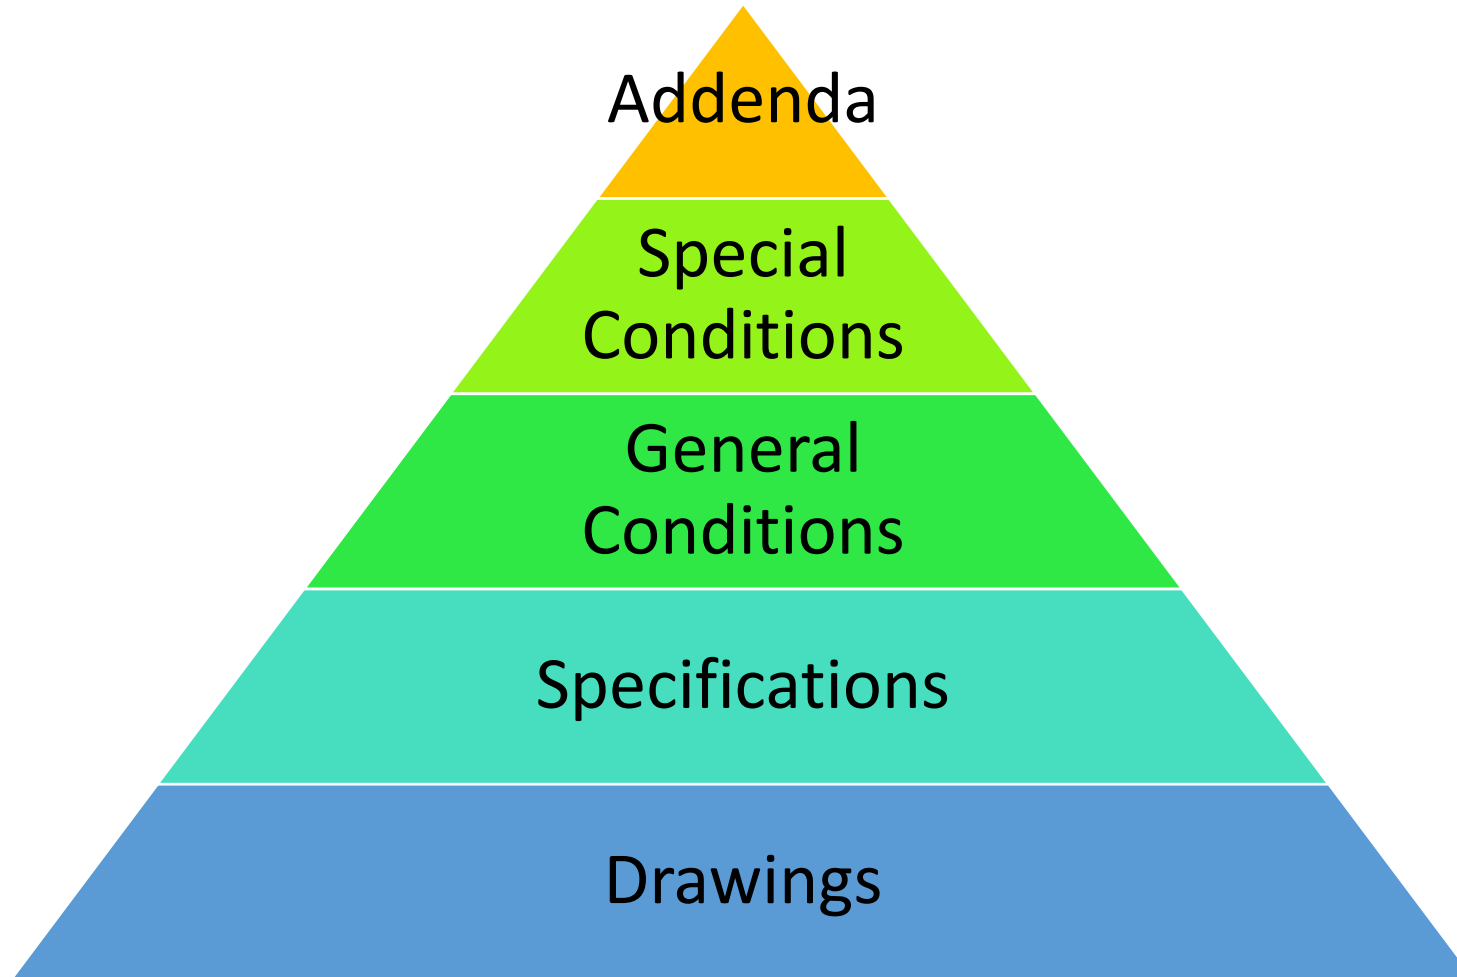 Addenda
Special
Conditions
General
Conditions
Specifications
Drawings